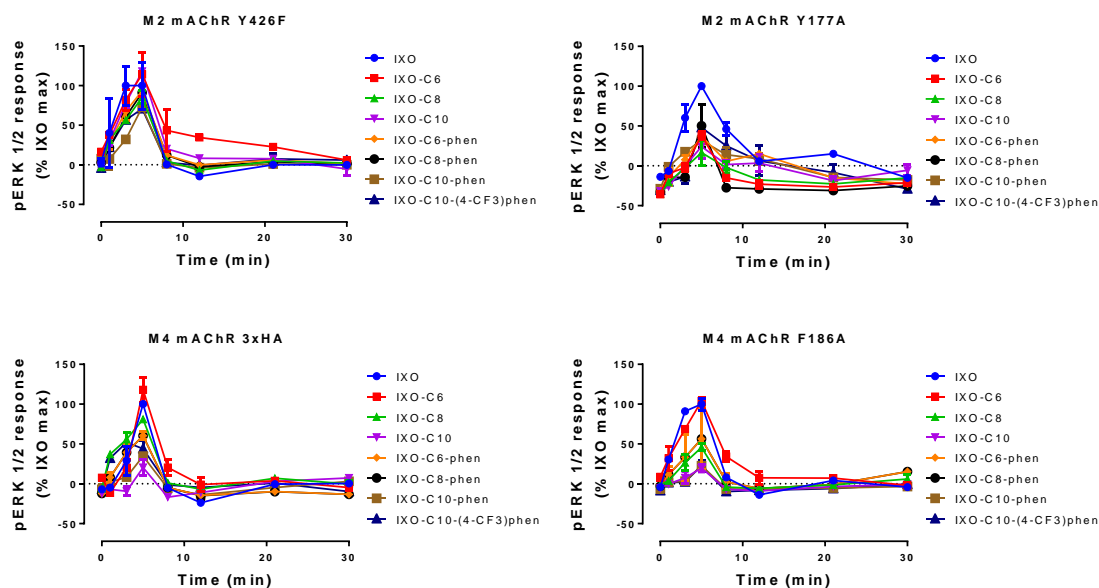 M2 mAChR Y426F
pERK 1/2 response
(% IXO max)
150
100
50
0
-50
0
10
20
30
Time (min)
IXO
IXO-C6
IXO-C8
IXO-C10
IXO-C6-phen
IXO-C8-phen
IXO-C10-phen
IXO-C10-(4-CF3)phen
M2 mAChR Y177A
pERK 1/2 response
(% IXO max)
150
100
50
0
-50
0
10
20
30
Time (min)
IXO
IXO-C6
IXO-C8
IXO-C10
IXO-C6-phen
IXO-C8-phen
IXO-C10-phen
IXO-C10-(4-CF3)phen
M4 mAChR 3xHA
pERK 1/2 response
(% IXO max)
150
100
50
0
-50
0
10
20
30
Time (min)
IXO
IXO-C6
IXO-C8
IXO-C10
IXO-C6-phen
IXO-C8-phen
IXO-C10-phen
IXO-C10-(4-CF3)phen
M4 mAChR F186A
pERK 1/2 response
(% IXO max)
150
100
50
0
-50
0
10
20
30
Time (min)
IXO
IXO-C6
IXO-C8
IXO-C10
IXO-C6-phen
IXO-C8-phen
IXO-C10-phen
IXO-C10-(4-CF3)phen